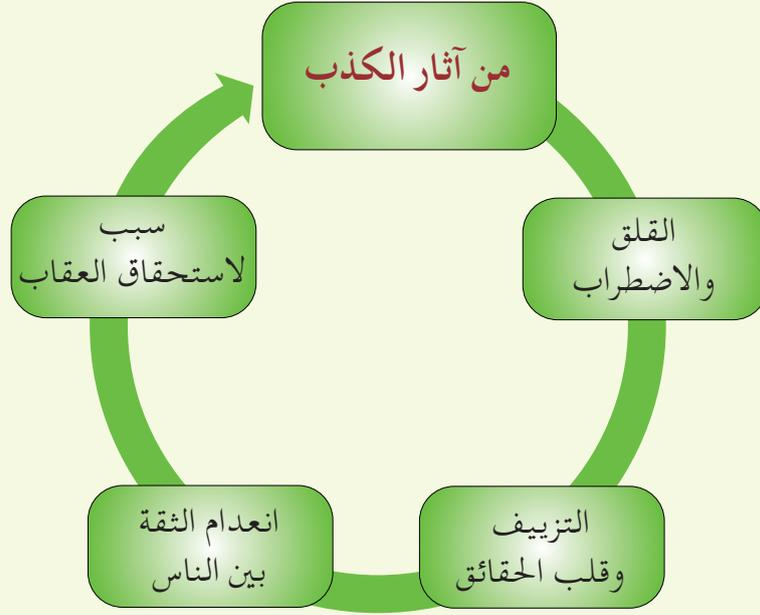 من آثار الكذب
القلق
والاضطراب
التزييف
وقلب الحقائق
انعدام الثقة
بين الناس
سبب
لاستحقاق العقاب